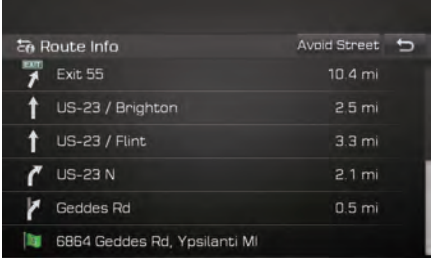 Route Info Avoid Street
EXIT Exit 55 10.4 mi
US-23 / Brighton 2.5 mi
US-23 / Flint 3.3 mi
US-23 N 2.1 mi
Geddes Rd 0.5 mi
6864 Geddes Rd, Ypsilanti MI